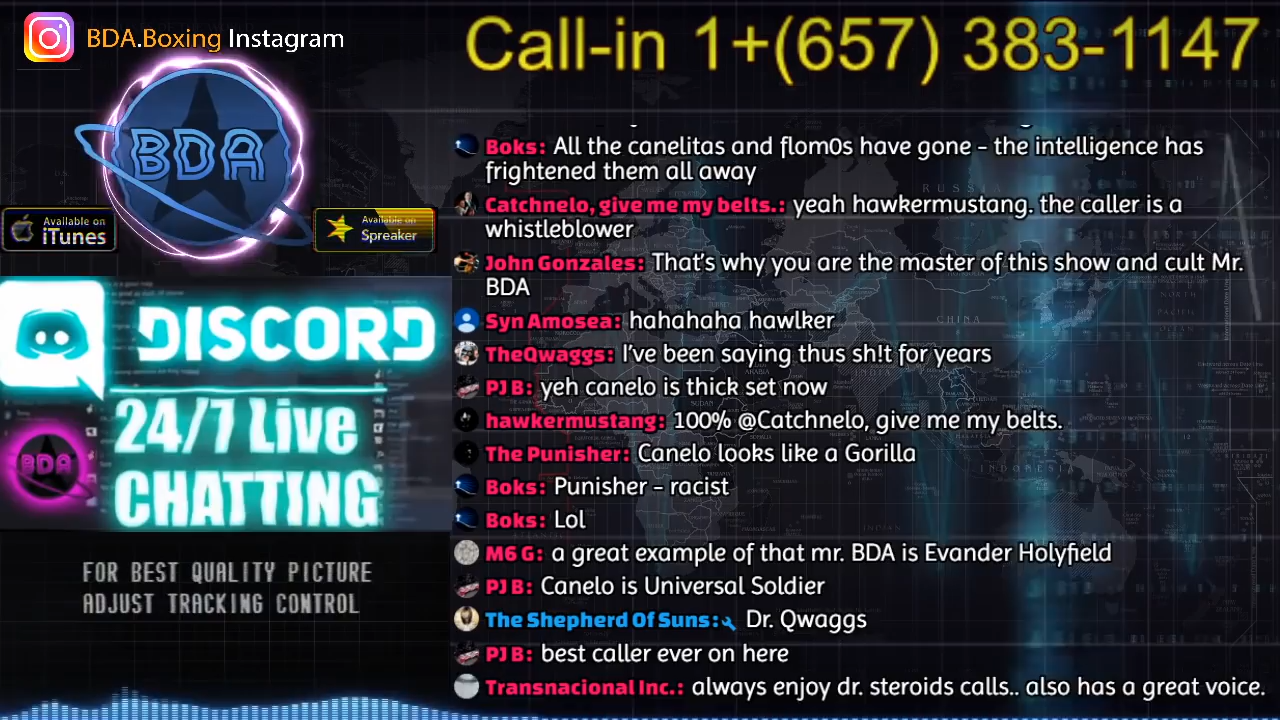 BDA.Boxing Instagram
Call-in 1+(657) 383-1147
BDA
Available on
iTunes
Available on
Spreaker
DISCORD
24/7 Live
CHATTING
BDA
FOR BEST QUALITY PICTURE
ADJUST TRACKING CONTROL
Boks: All the canelitas and flom0s have gone - the intelligence has
frightened them all away
Catchnelo, give me my belts.: yeah hawkermustang. the caller is a
whistleblower
John Gonzales: That's why you are the master of this show and cult Mr.
BDA
Syn Amosea: hahahaha hawlker
TheQwaggs: I've been saying thus sh!t for years
PJ B: yeh canelo is thick set now
hawkermustang: 100% @Catchnelo, give me my belts.
The Punisher: Canelo looks like a Gorilla
Boks: Punisher - racist
Boks: Lol
M6 G: a great example of that mr. BDA is Evander Holyfield
PJ B: Canelo is Universal Soldier
The Shepherd Of Suns: Dr. Qwaggs
PJ B: best caller ever on here
Transnacional Inc.: always enjoy dr. steroids calls.. also has a great voice.
RUSSIA
CHINA
INDONESIA